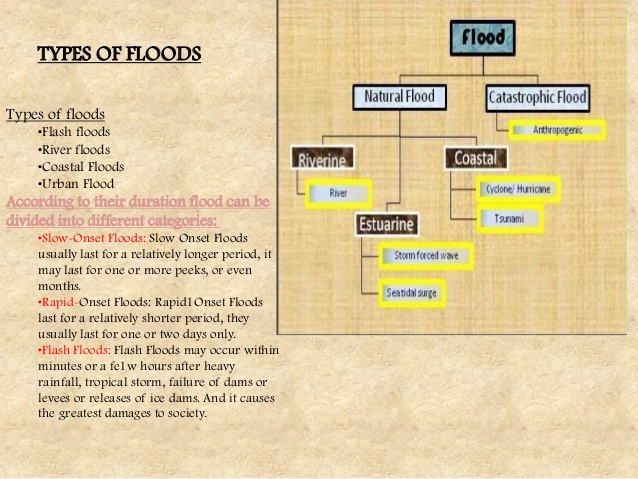 TYPES OF FLOODS
Types of floods
•Flash floods
•River floods
•Coastal Floods
•Urban Flood
According to their duration flood can be
divided into different categories:
•Slow-Onset Floods: Slow Onset Floods
usually last for a relatively longer period, it
may last for one or more peeks, or even
months.
•Rapid-Onset Floods: Rapid1Onset Floods
last for a relatively shorter period, they
usually last for one or two days only.
•Flash Floods: Flash Floods may occur within
minutes or a fe1w hours after heavy
rainfall, tropical storm, failure of dams or
levees or releases of ice dams. And it causes
the greatest damages to society.
Flood
Natural Flood
Catastrophic Flood
Anthropogenic
Riverine
Coastal
River
Cyclone/ Hurricane
Tsunami
Estuarine
Storm forced wave
Seatidal surge